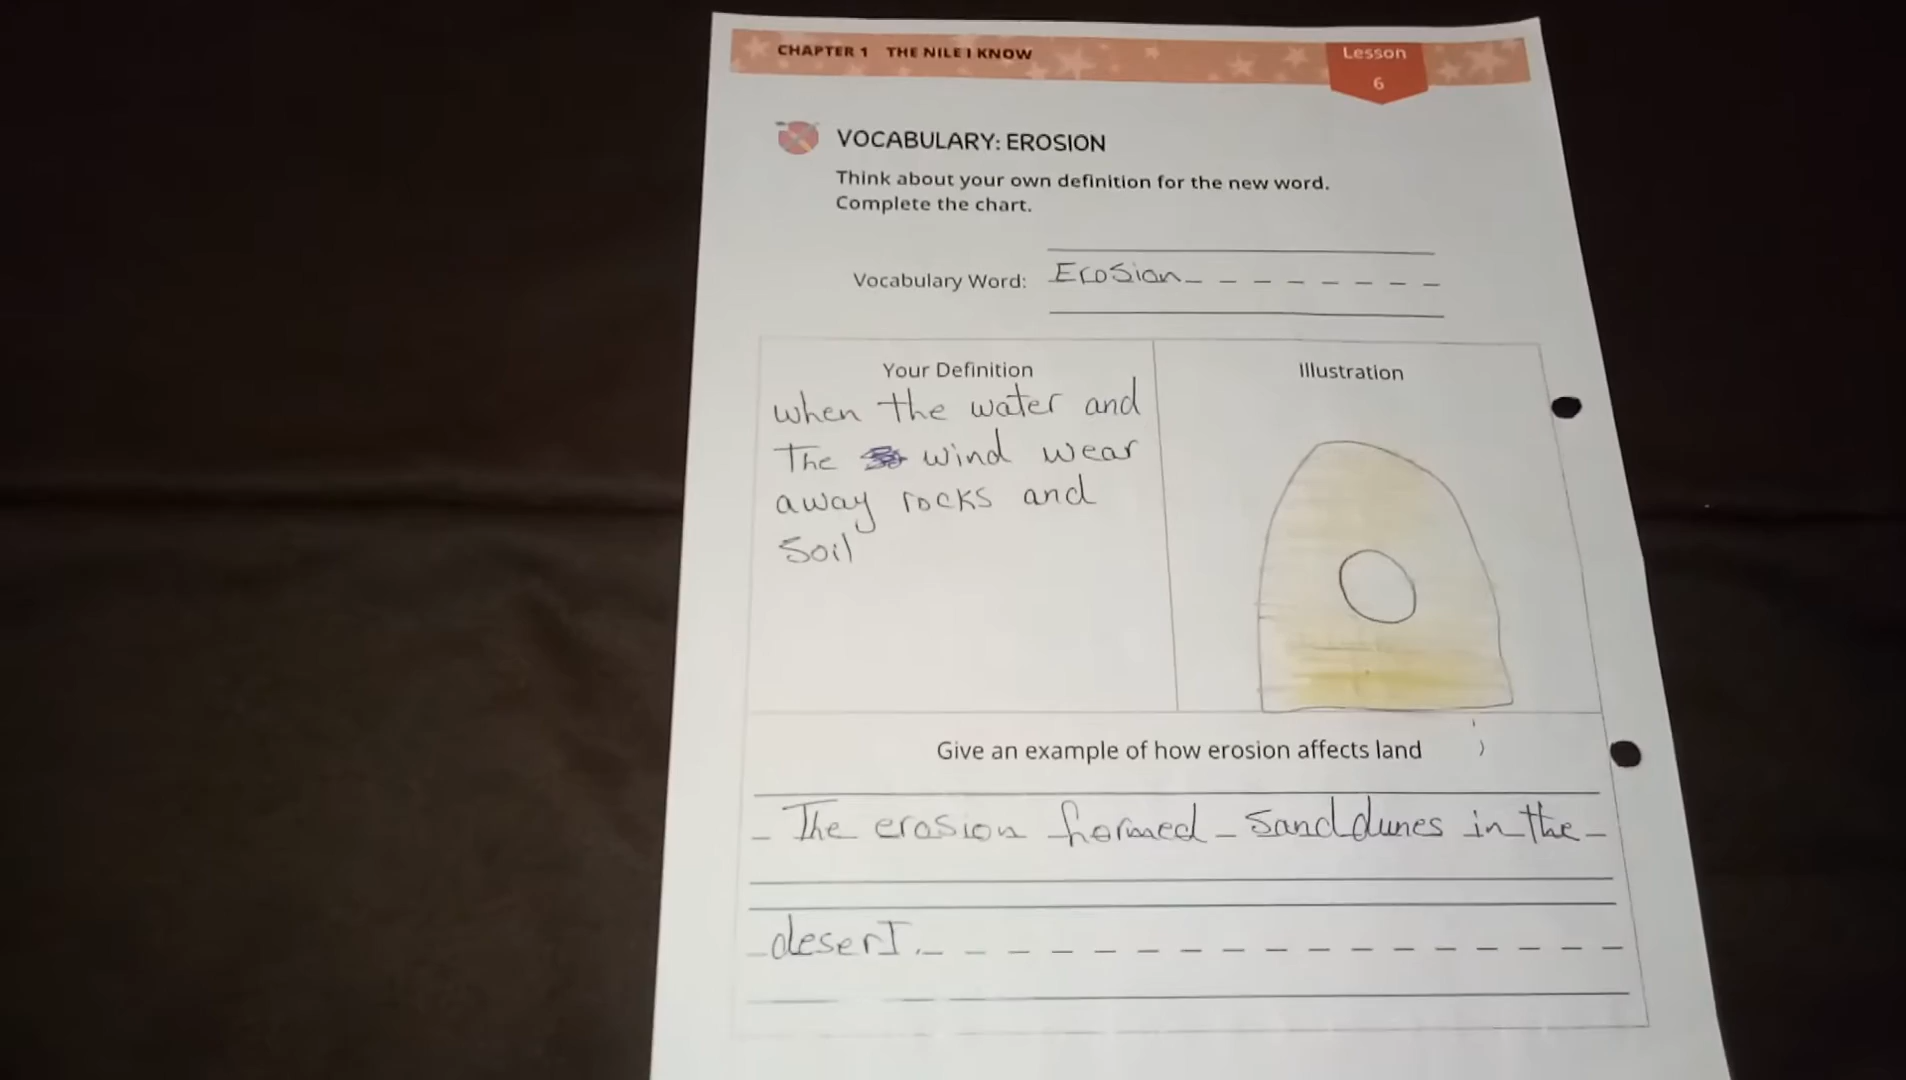 CHAPTER 1 THE NILE I KNOW
Lesson
6
VOCABULARY: EROSION
Think about your own definition for the new word.
Complete the chart.
Vocabulary Word: Erosion
Your Definition
when the water and
the wind wear
away rocks and
soil
Illustration
Give an example of how erosion affects land
The erosion formed sand dunes in the
desert.